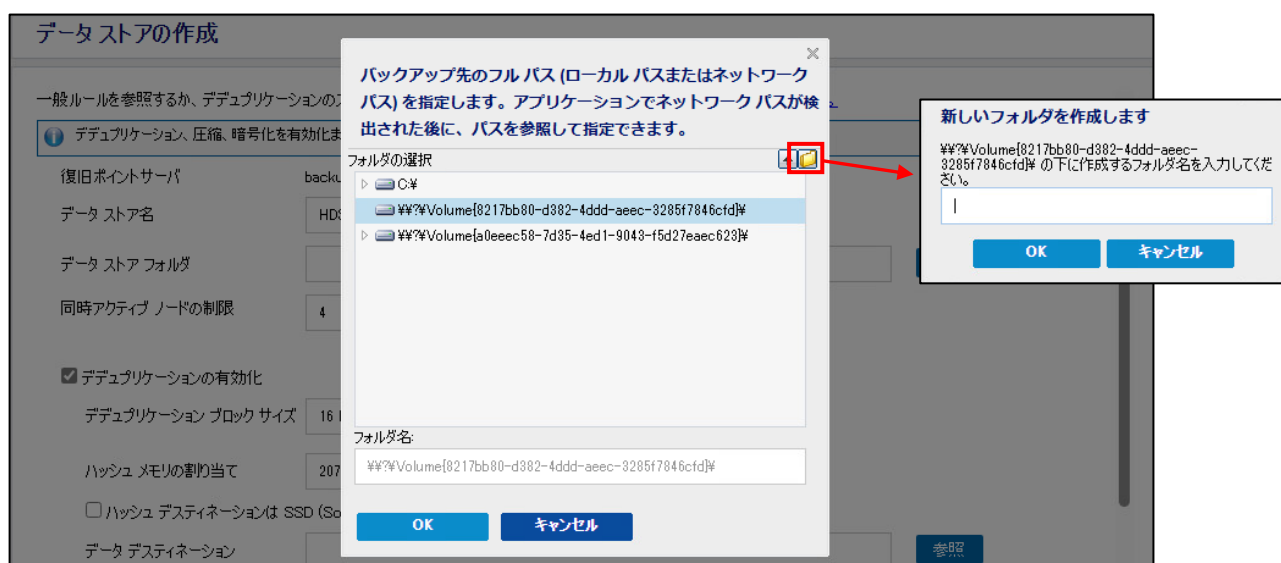 データ ストアの作成
一般ルールを参照するか、デデュプリケーションの
デデュプリケーション、圧縮、暗号化を有効化ま
復旧ポイントサーバ backu
データ ストア名 HDS
データ ストア フォルダ
同時アクティブ ノードの制限 4
デデュプリケーションの有効化
デデュプリケーション ブロック サイズ 16
ハッシュ メモリの割り当て 207
ハッシュ デスティネーションは SSD (So
データ デスティネーション 参照
バックアップ先のフル パス (ローカル パスまたはネットワーク
パス) を指定します。アプリケーションでネットワーク パスが検
出された後に、パスを参照して指定できます。
フォルダの選択
C:¥
¥¥?¥Volume{8217bb80-d382-4ddd-aeec-3285f7846cfd}¥
¥¥?¥Volume{a0eeec58-7d35-4ed1-9043-f5d27eaec623}¥
フォルダ名:
¥¥?¥Volume{8217bb80-d382-4ddd-aeec-3285f7846cfd}¥
OK キャンセル
新しいフォルダを作成します
¥¥?¥Volume{8217bb80-d382-4ddd-aeec-
3285f7846cfd}¥ の下に作成するフォルダ名を入力してくだ
さい。
OK キャンセル